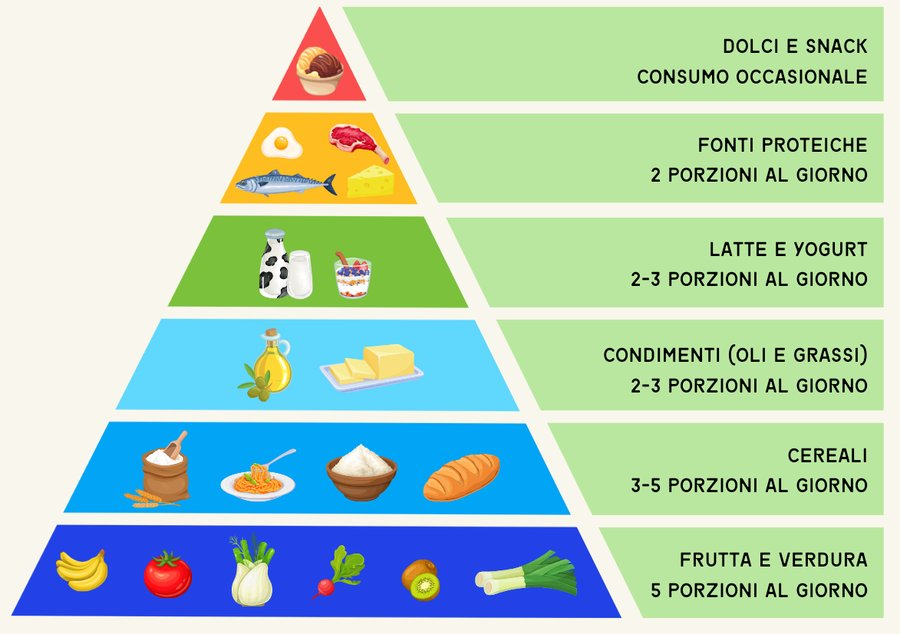 DOLCI E SNACK
CONSUMO OCCASIONALE
FONTI PROTEICHE
2 PORZIONI AL GIORNO
LATTE E YOGURT
2-3 PORZIONI AL GIORNO
CONDIMENTI (OLI E GRASSI)
2-3 PORZIONI AL GIORNO
CEREALI
3-5 PORZIONI AL GIORNO
FRUTTA E VERDURA
5 PORZIONI AL GIORNO